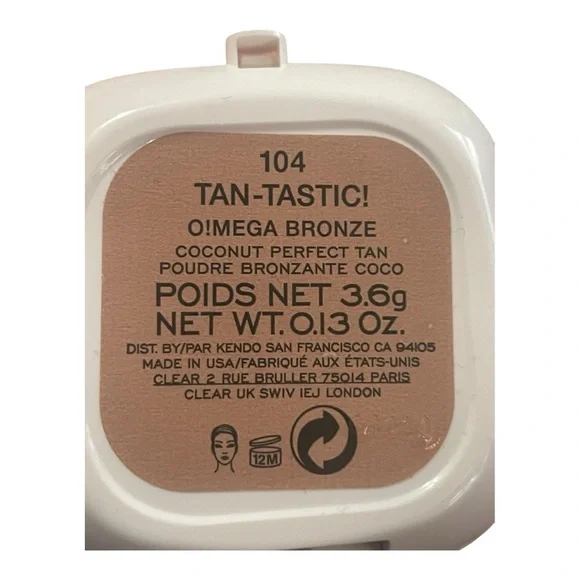 104
TAN-TASTIC!
O!MEGA BRONZE
COCONUT PERFECT TAN
POUDRE BRONZANTE COCO
POIDS NET 3.6g
NET WT. 0.13 Oz.
DIST. BY/PAR KENDO SAN FRANCISCO CA 94105
MADE IN USA/FABRIQUÉ AUX ÉTATS-UNIS
CLEAR 2 RUE BRULLER 75014 PARIS
CLEAR UK SW1V 1EJ LONDON
12M